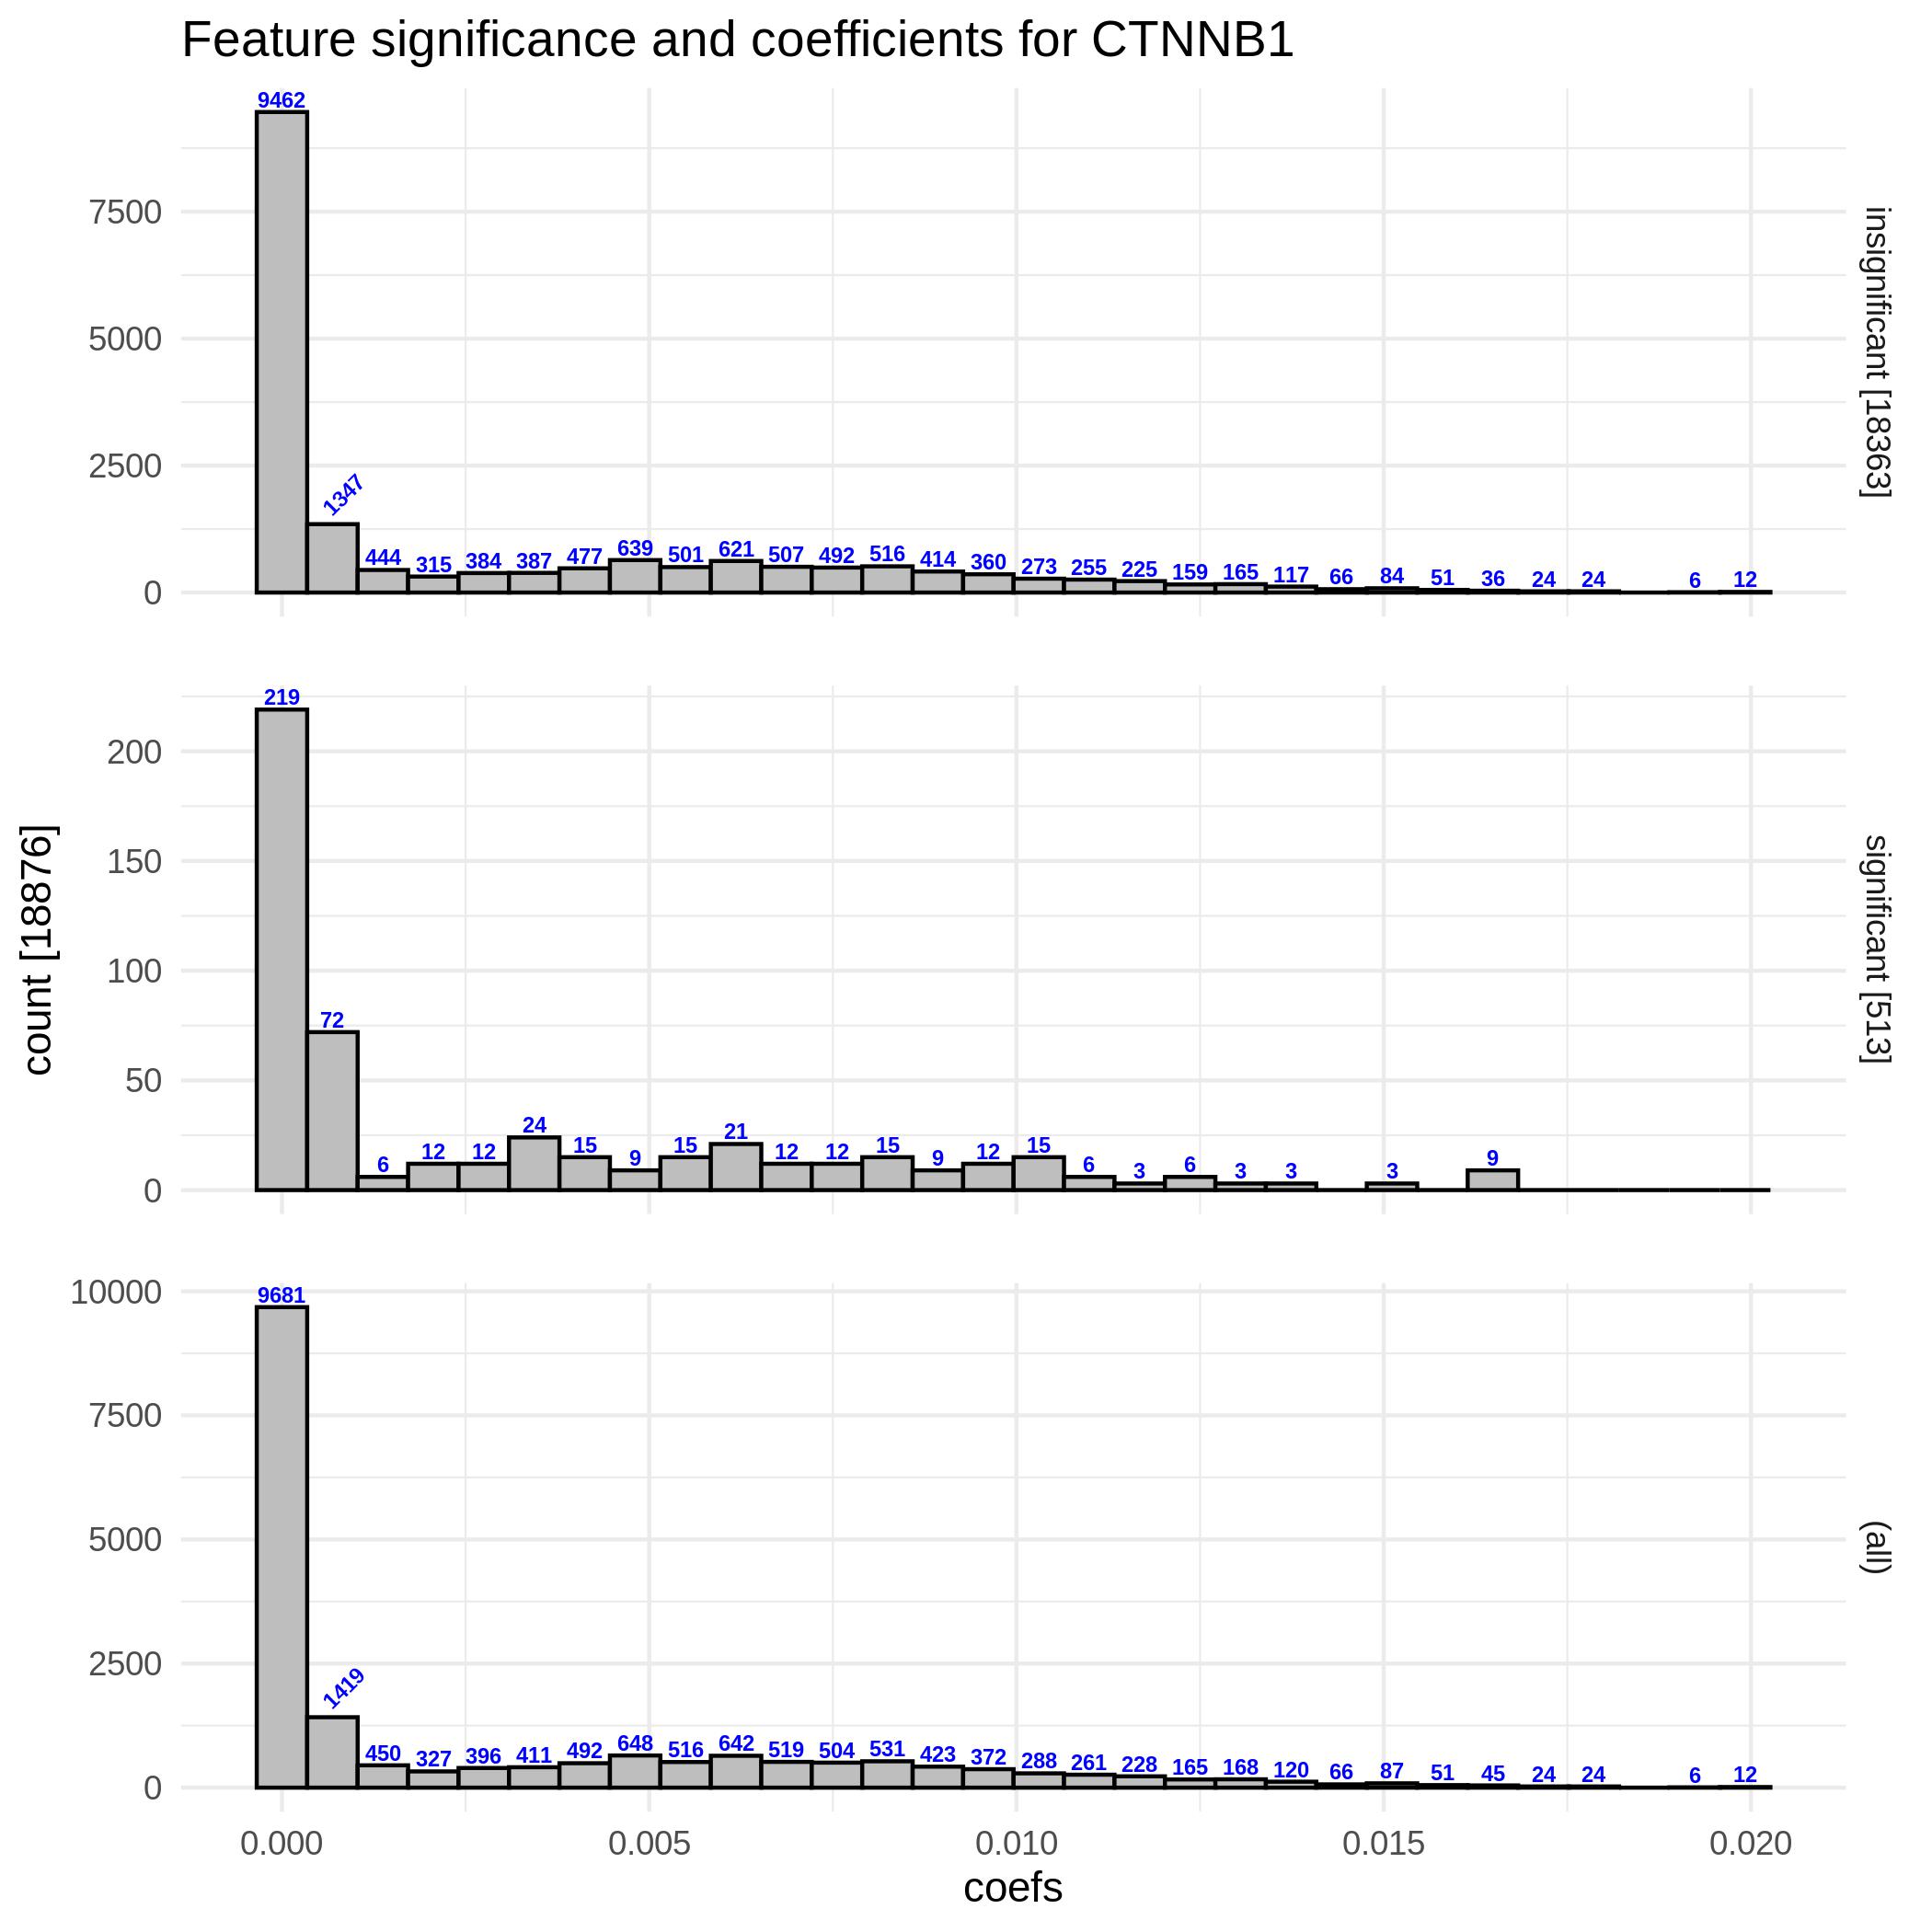 Feature significance and coefficients for CTNNB1
9462
1347
444 315 384 387 477 639 501 621 507 492 516 414 360 273 255 225 159 165 117 66 84 51 36 24 24 6 12
7500
5000
2500
0
insignificant [18363]
219
72
6 12 12 24 15 9 15 21 12 12 15 9 12 15 6 3 6 3 3 3 9
200
150
100
50
0
significant [513]
count [18876]
9681
1419
450 327 396 411 492 648 516 642 519 504 531 423 372 288 261 228 165 168 120 66 87 51 45 24 24 6 12
10000
7500
5000
2500
0
(all)
0.000 0.005 0.010 0.015 0.020
coefs